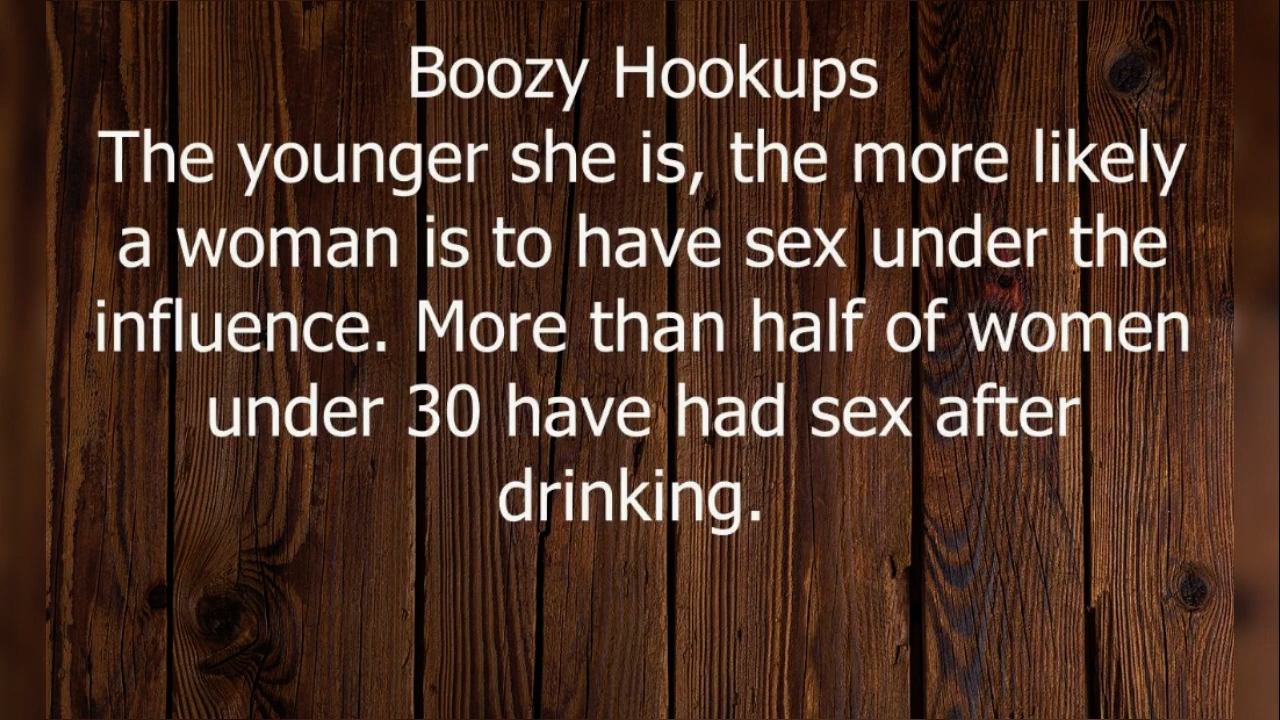 Boozy Hookups
The younger she is, the more likely
a woman is to have sex under the
influence. More than half of women
under 30 have had sex after
drinking.